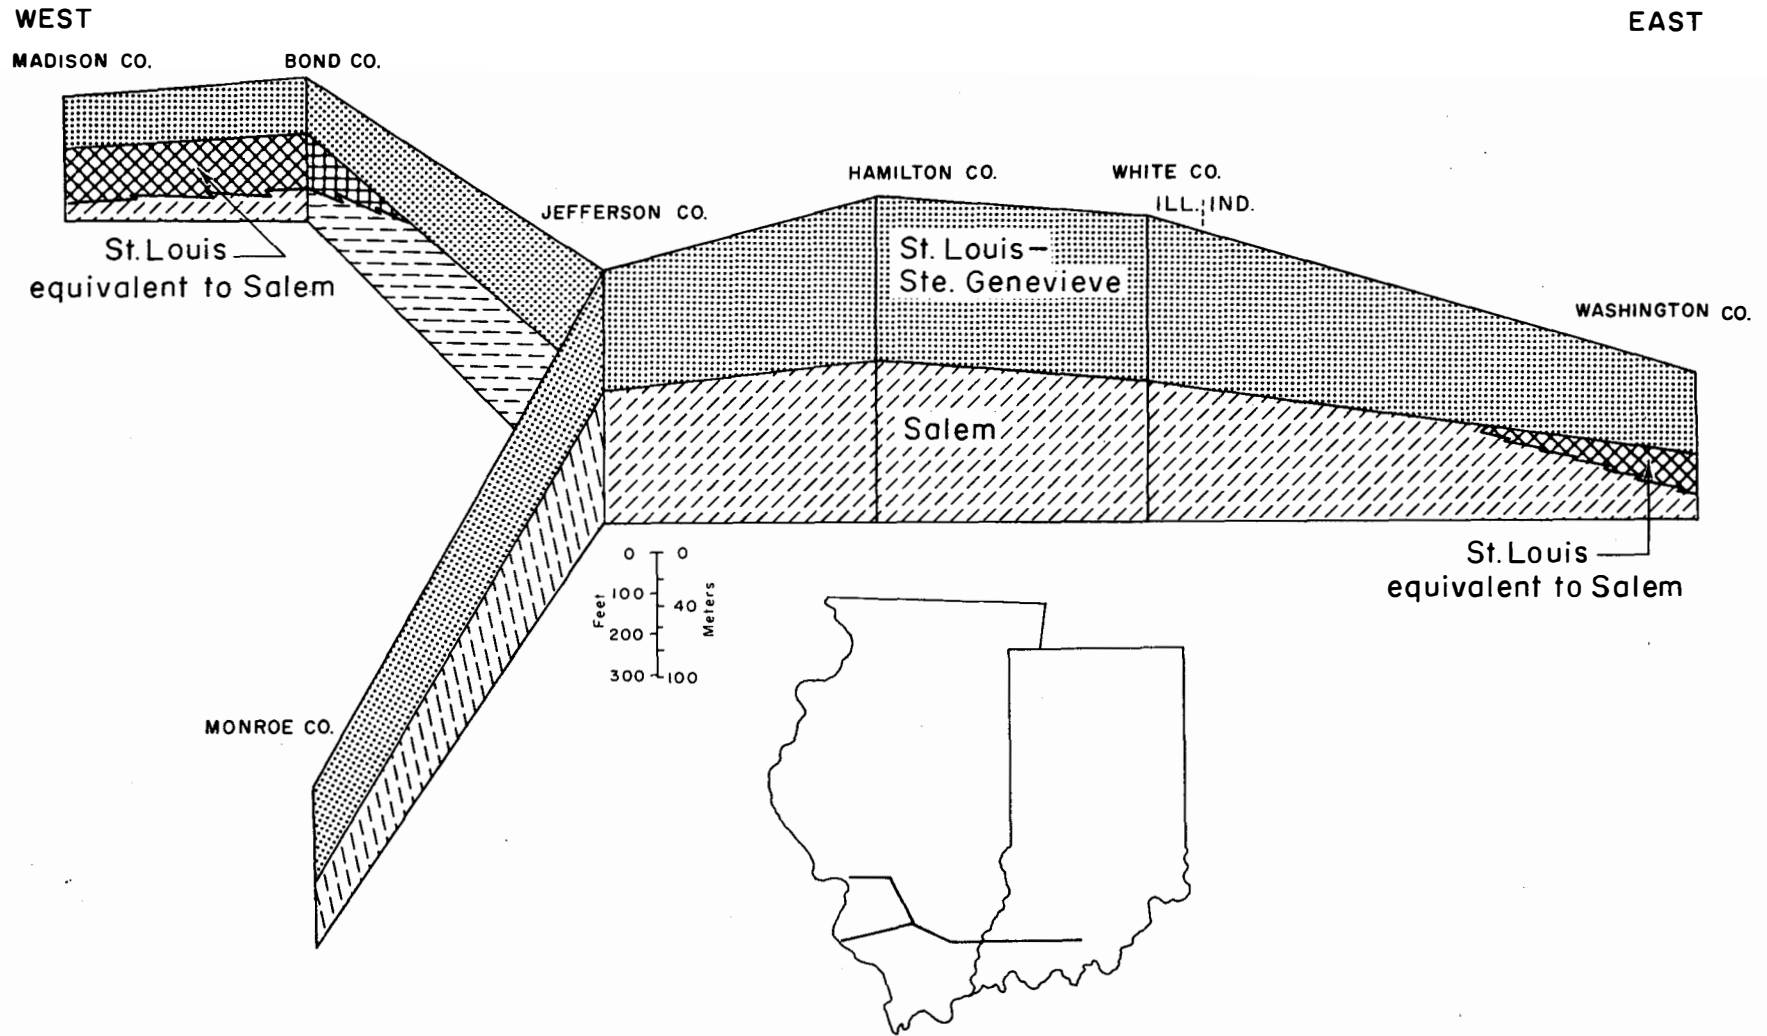 WEST
EAST
MADISON CO.
BOND CO.
HAMILTON CO.
WHITE CO.
ILL. IND.
JEFFERSON CO.
St. Louis
equivalent to Salem
St. Louis–
Ste. Genevieve
WASHINGTON CO.
Salem
St. Louis
equivalent to Salem
0 0
100 40
200
300 100
Feet
Meters
MONROE CO.